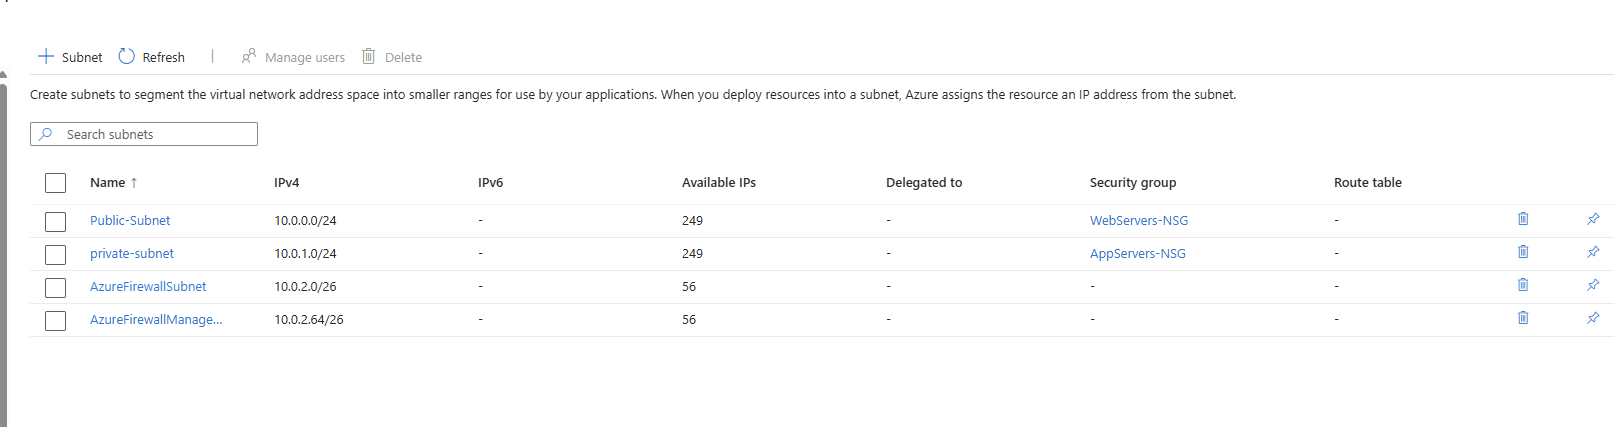 Subnet Refresh | Manage users Delete
Create subnets to segment the virtual network address space into smaller ranges for use by your applications. When you deploy resources into a subnet, Azure assigns the resource an IP address from the subnet.
Search subnets
Name ↑ IPv4 IPv6 Available IPs Delegated to Security group Route table
Public-Subnet 10.0.0.0/24 - 249 - WebServers-NSG -
private-subnet 10.0.1.0/24 - 249 - AppServers-NSG -
AzureFirewallSubnet 10.0.2.0/26 - 56 - - -
AzureFirewallManage... 10.0.2.64/26 - 56 - - -